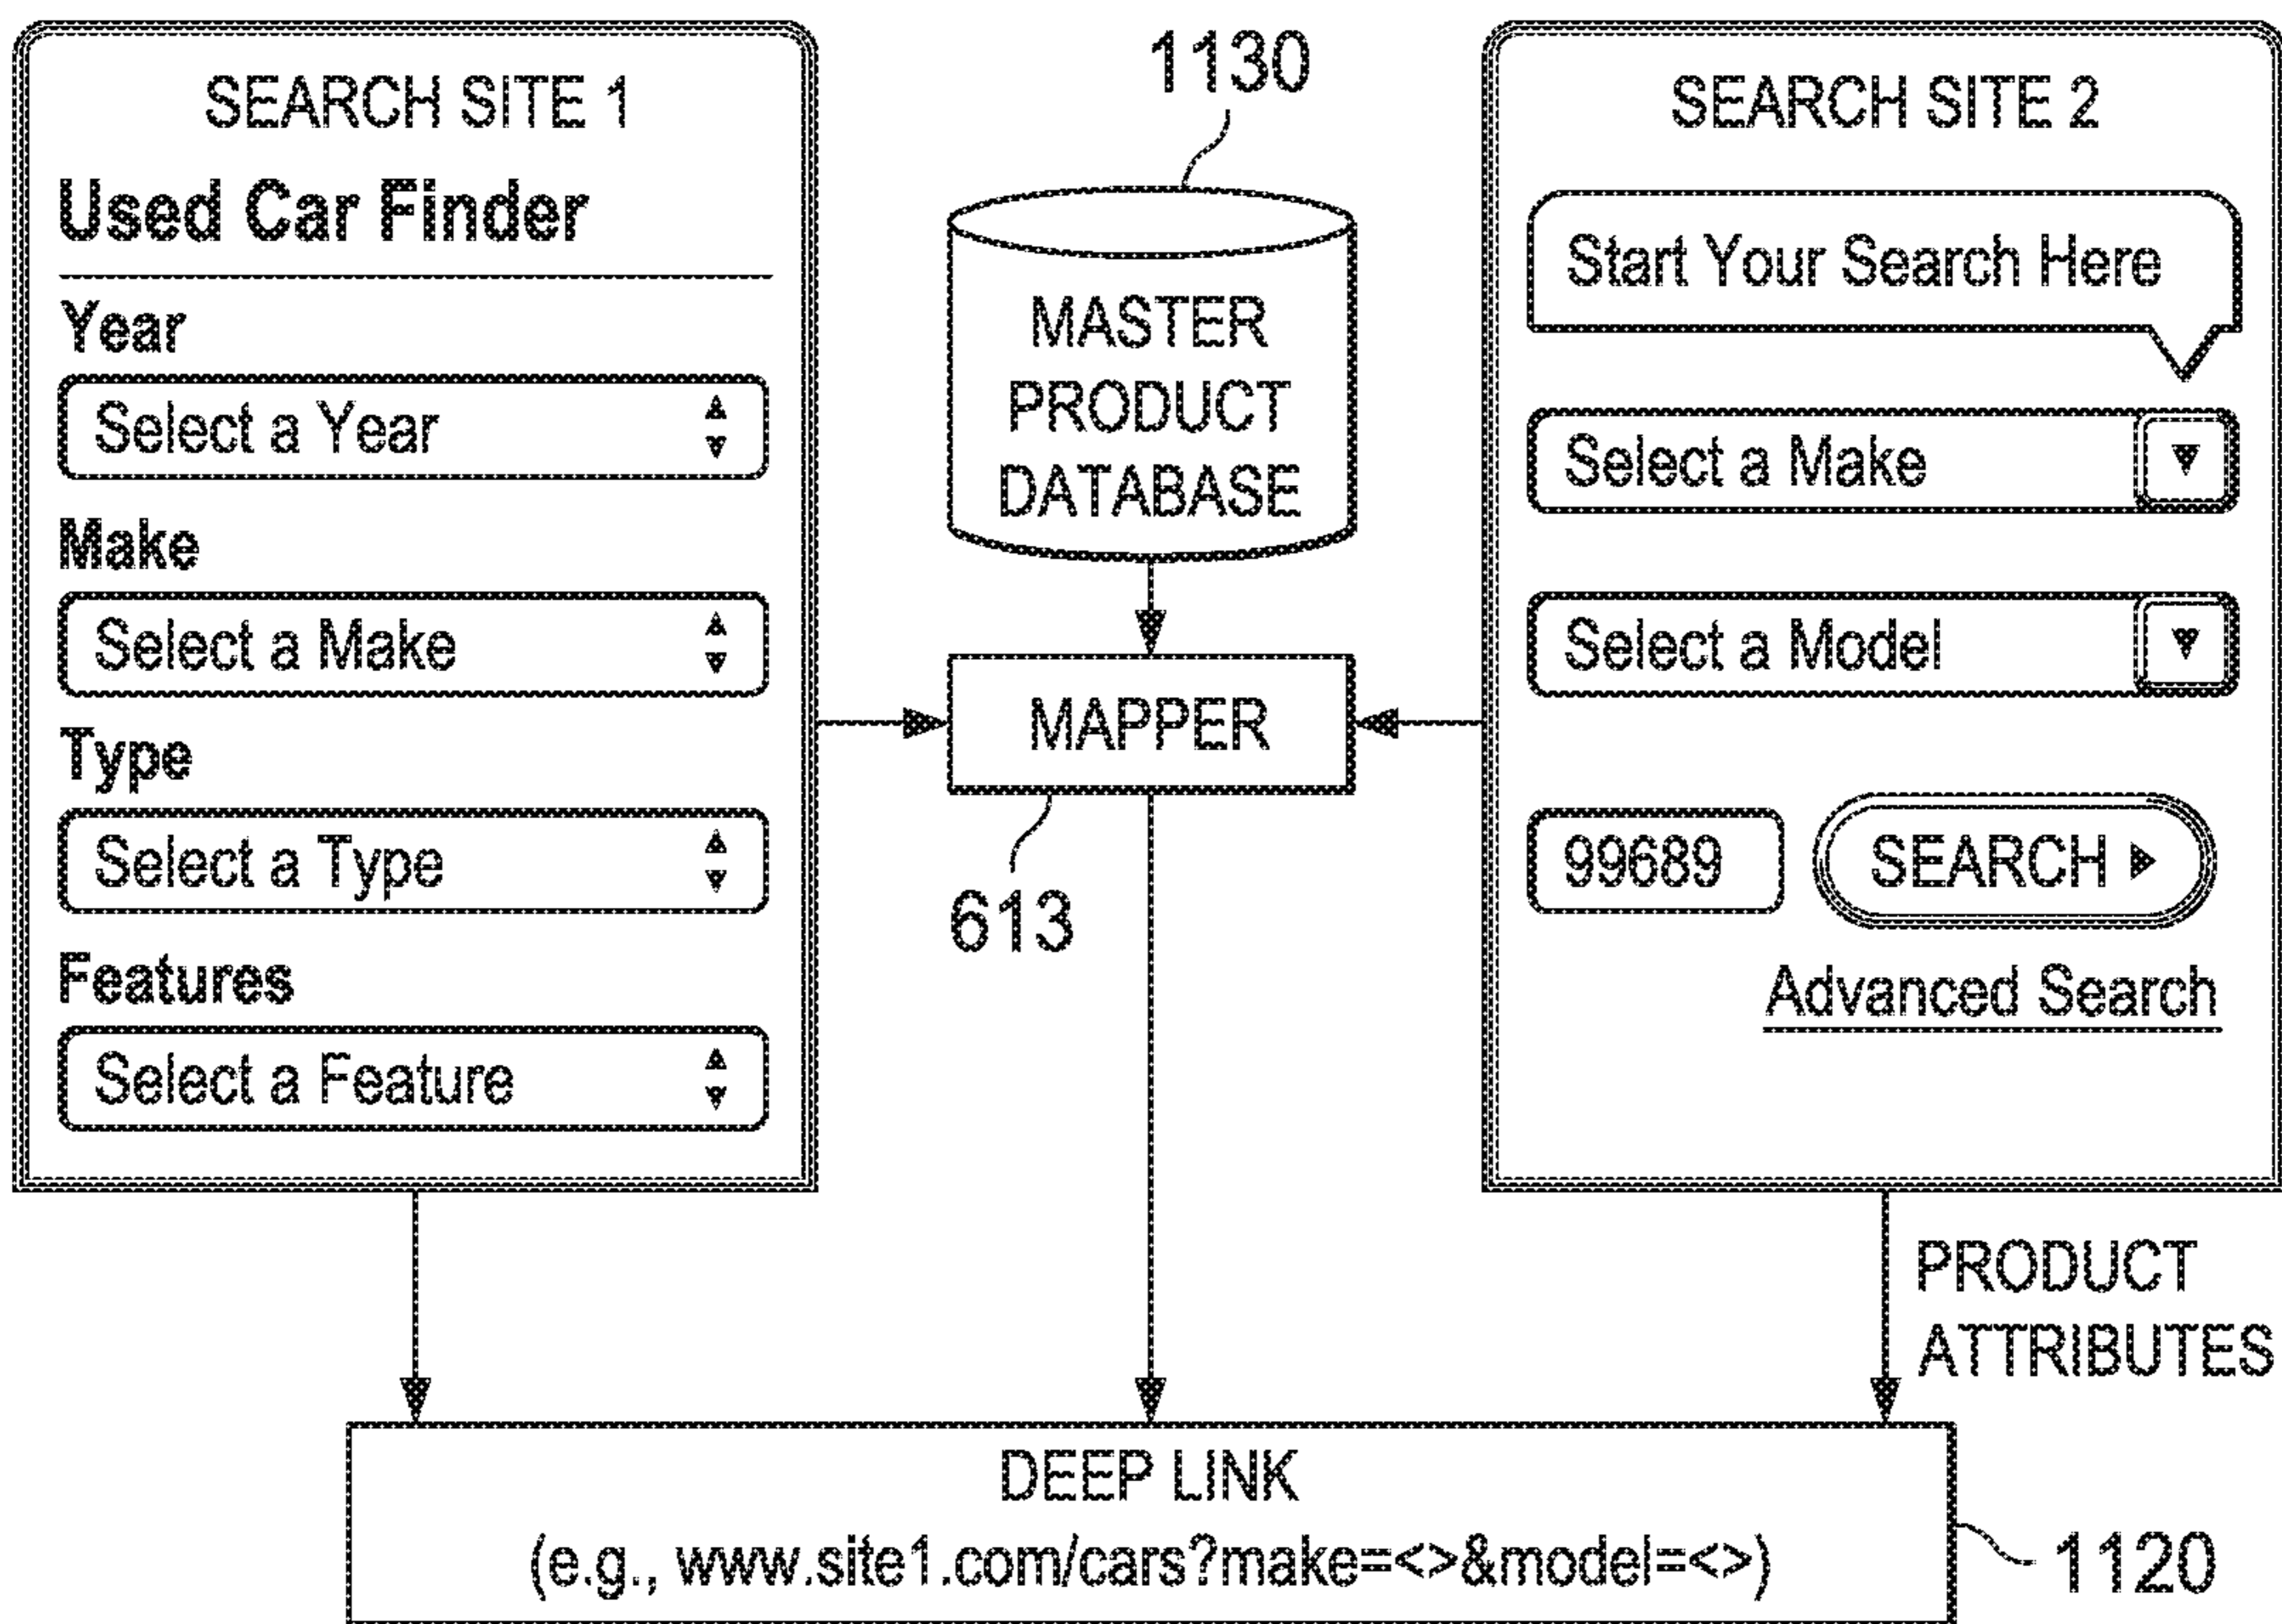 SEARCH SITE 1
Used Car Finder
Year
Select a Year
Make
Select a Make
Type
Select a Type
Features
Select a Feature
1130
MASTER
PRODUCT
DATABASE
MAPPER
613
SEARCH SITE 2
Start Your Search Here
Select a Make
Select a Model
99689
SEARCH
Advanced Search
PRODUCT
ATTRIBUTES
DEEP LINK
(e.g., www.site1.com/cars?make=<>&model=<>)
1120